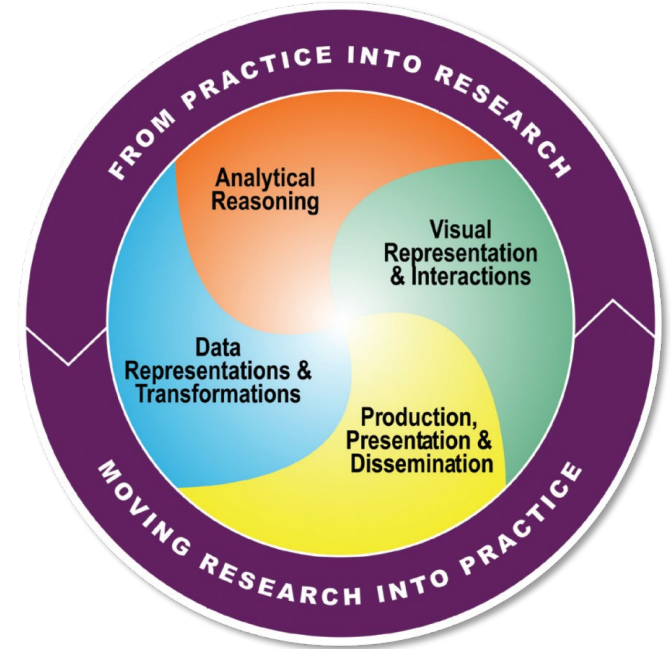 FROM PRACTICE INTO RESEARCH
Analytical
Reasoning
Visual
Representation
& Interactions
Data
Representations &
Transformations
Production,
Presentation &
Dissemination
MOVING RESEARCH INTO PRACTICE